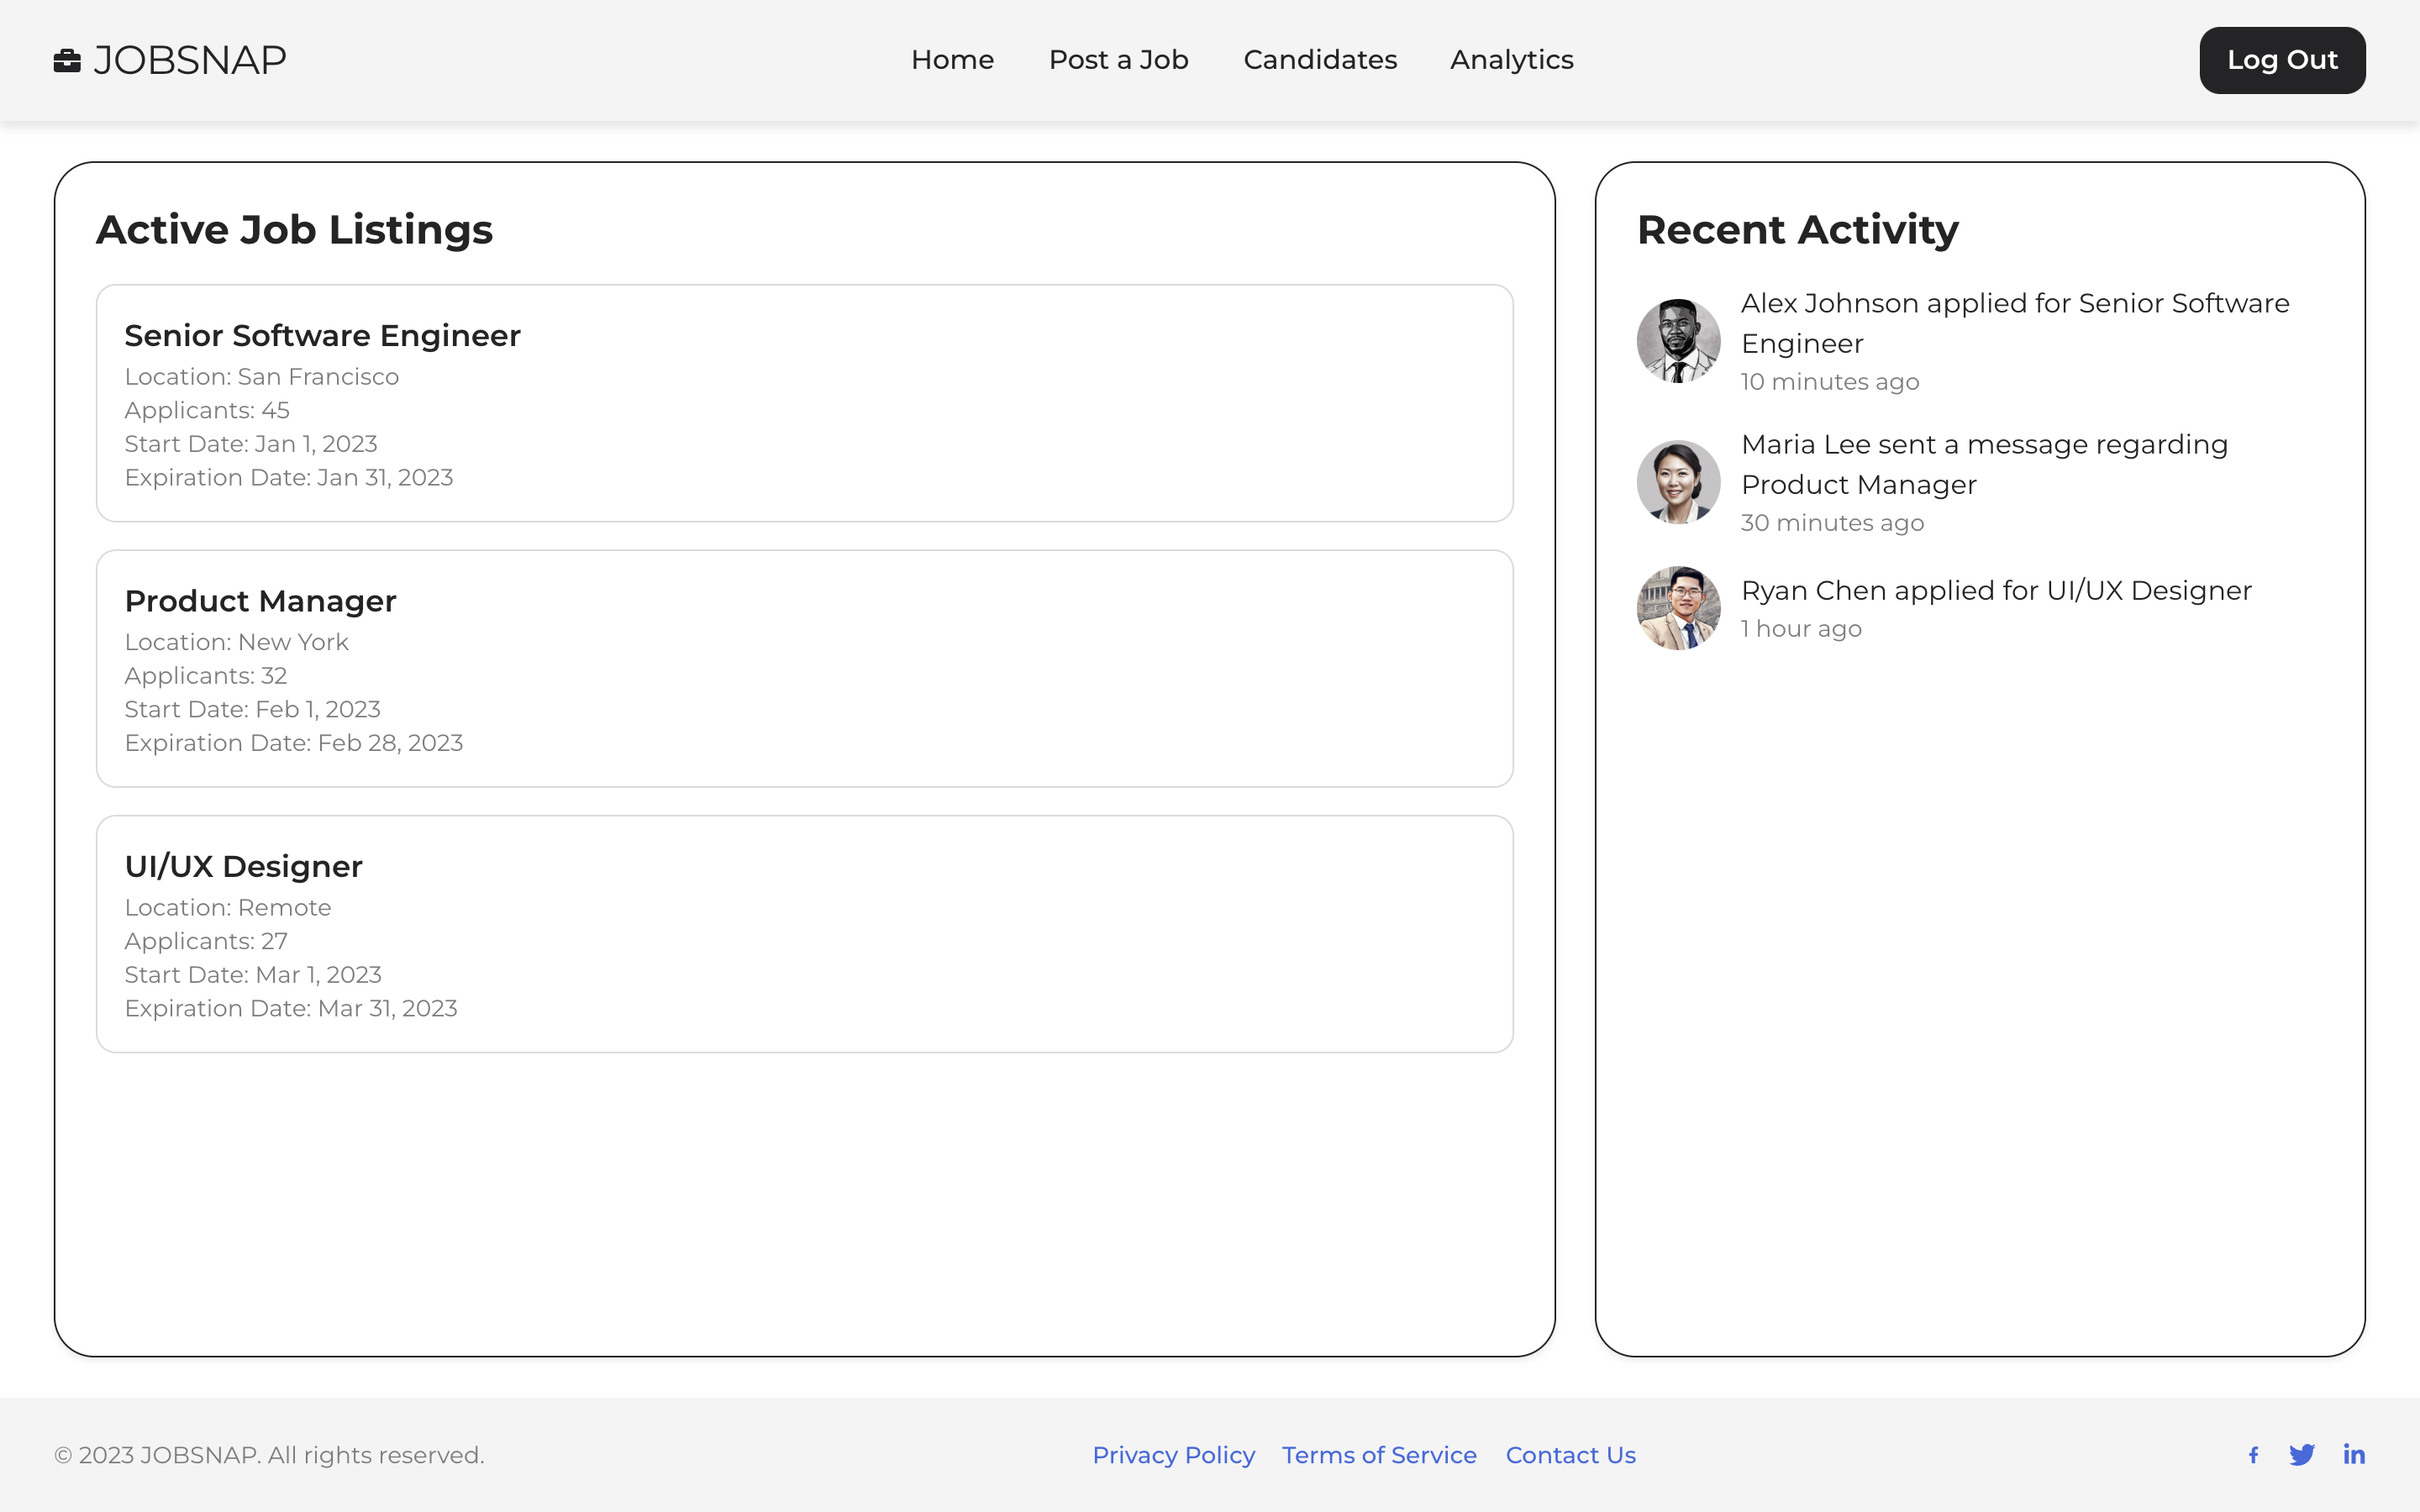 JOBSNAP
Home
Post a Job
Candidates
Analytics
Log Out
Active Job Listings
Senior Software Engineer
Location: San Francisco
Applicants: 45
Start Date: Jan 1, 2023
Expiration Date: Jan 31, 2023
Product Manager
Location: New York
Applicants: 32
Start Date: Feb 1, 2023
Expiration Date: Feb 28, 2023
UI/UX Designer
Location: Remote
Applicants: 27
Start Date: Mar 1, 2023
Expiration Date: Mar 31, 2023
Recent Activity
Alex Johnson applied for Senior Software
Engineer
10 minutes ago
Maria Lee sent a message regarding
Product Manager
30 minutes ago
Ryan Chen applied for UI/UX Designer
1 hour ago
© 2023 JOBSNAP. All rights reserved.
Privacy Policy
Terms of Service
Contact Us